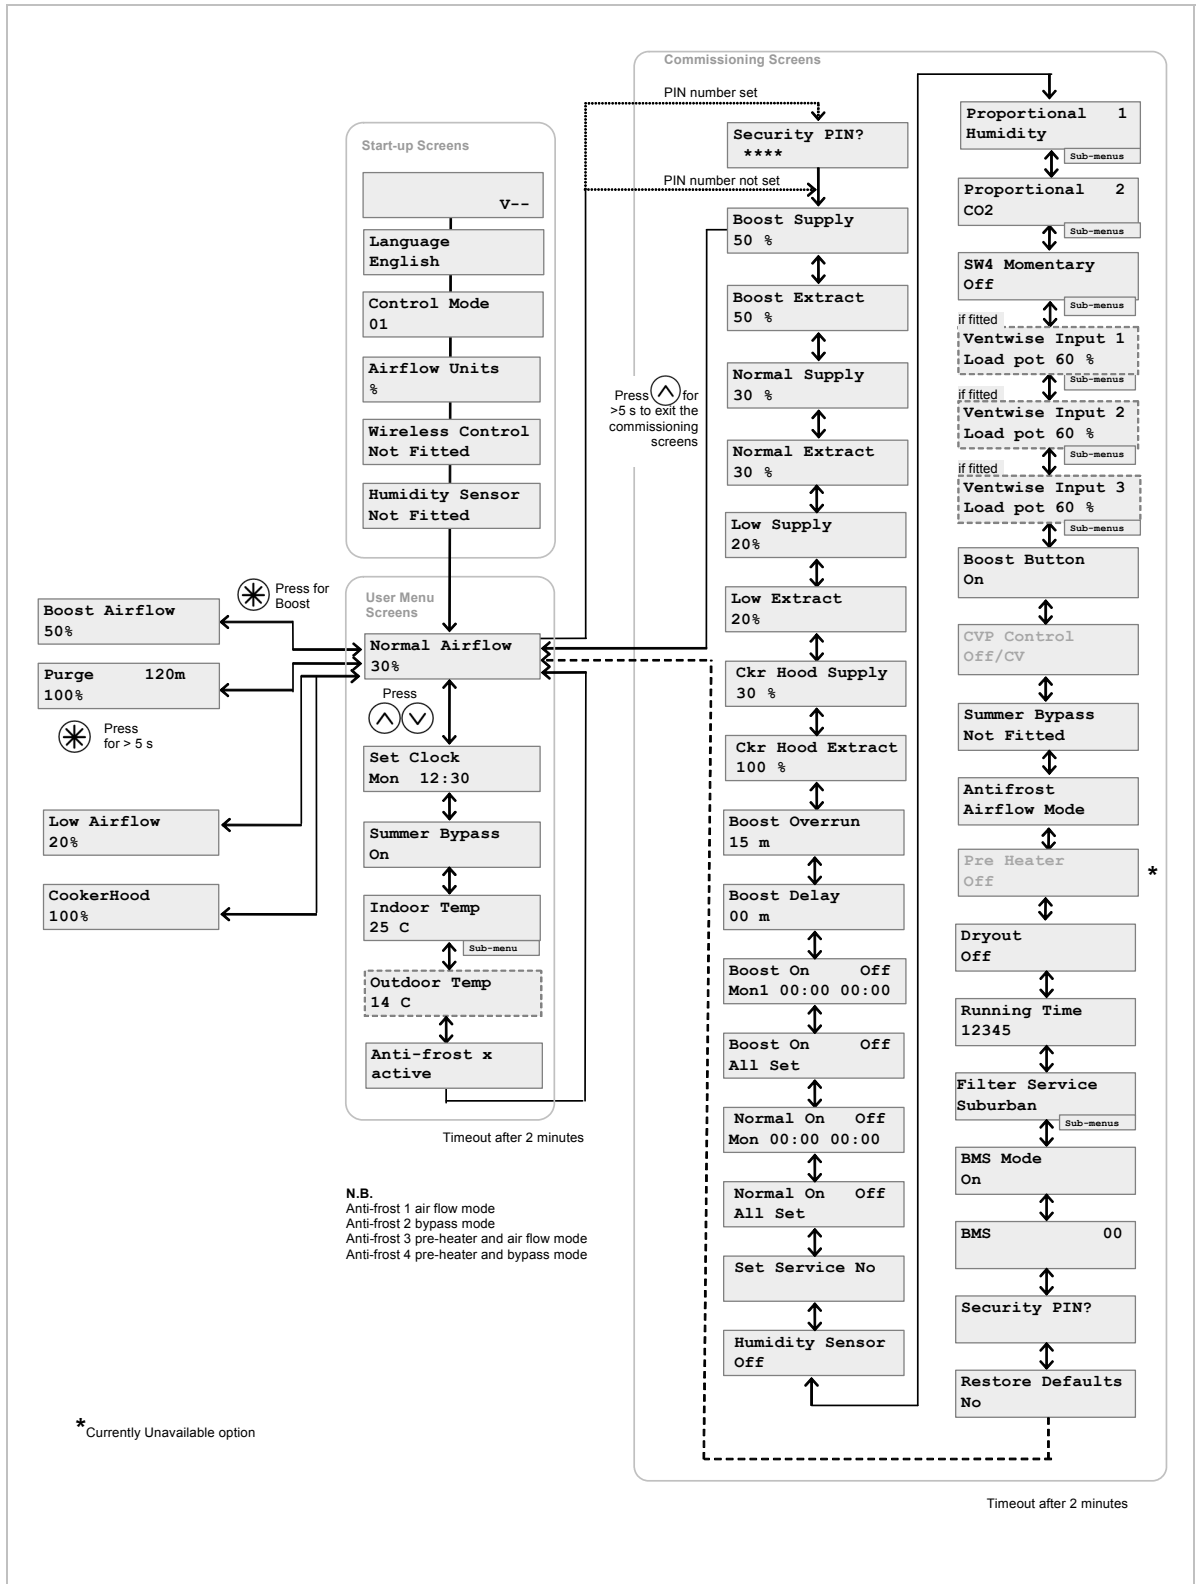 Commissioning Screens
PIN number set
Security PIN?
****
PIN number not set
Start-up Screens
V--
Language
English
Control Mode
01
Airflow Units
%
Wireless Control
Not Fitted
Humidity Sensor
Not Fitted
User Menu
Screens
Normal Airflow
30%
Press
Set Clock
Mon 12:30
Summer Bypass
On
Indoor Temp
25 C
Sub-menu
Outdoor Temp
14 C
Anti-frost x
active
Timeout after 2 minutes
N.B.
Anti-frost 1 air flow mode
Anti-frost 2 bypass mode
Anti-frost 3 pre-heater and air flow mode
Anti-frost 4 pre-heater and bypass mode
Press for
Boost
Boost Airflow
50%
Purge 120m
100%
Press
for > 5 s
Low Airflow
20%
CookerHood
100%
*Currently Unavailable option
Press for
>5 s to exit the
commissioning
screens
Boost Supply
50 %
Boost Extract
50 %
Normal Supply
30 %
Normal Extract
30 %
Low Supply
20%
Low Extract
20%
Ckr Hood Supply
30 %
Ckr Hood Extract
100 %
Boost Overrun
15 m
Boost Delay
00 m
Boost On Off
Mon1 00:00 00:00
Boost On Off
All Set
Normal On Off
Mon 00:00 00:00
Normal On Off
All Set
Set Service No
Humidity Sensor
Off
Proportional 1
Humidity
Sub-menus
Proportional 2
CO2
Sub-menus
SW4 Momentary
Off
Sub-menus
if fitted
Ventwise Input 1
Load pot 60 %
Sub-menus
if fitted
Ventwise Input 2
Load pot 60 %
Sub-menus
if fitted
Ventwise Input 3
Load pot 60 %
Sub-menus
Boost Button
On
CVP Control
Off/CV
Summer Bypass
Not Fitted
Antifrost
Airflow Mode
Pre Heater
Off
*
Dryout
Off
Running Time
12345
Filter Service
Suburban
Sub-menus
BMS Mode
On
BMS 00
Security PIN?
Restore Defaults
No
Timeout after 2 minutes